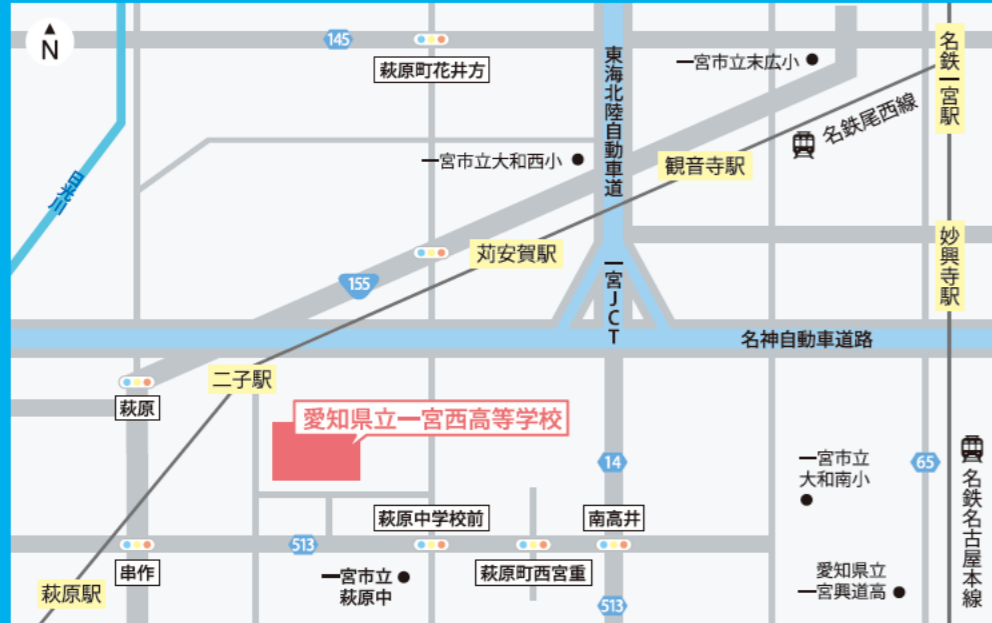 N
145
萩原町花井方
東海北陸自動車道
一宮市立末広小
名鉄一宮駅
名鉄尾西線
一宮市立大和西小
観音寺駅
日光川
苅安賀駅
妙興寺駅
155
一宮JCT
名神自動車道路
二子駅
萩原
愛知県立一宮西高等学校
14
一宮市立
大和南小
65
名鉄名古屋本線
萩原中学校前
南高井
513
串作
萩原町西宮重
一宮市立
萩原中
愛知県立
一宮興道高
萩原駅
513